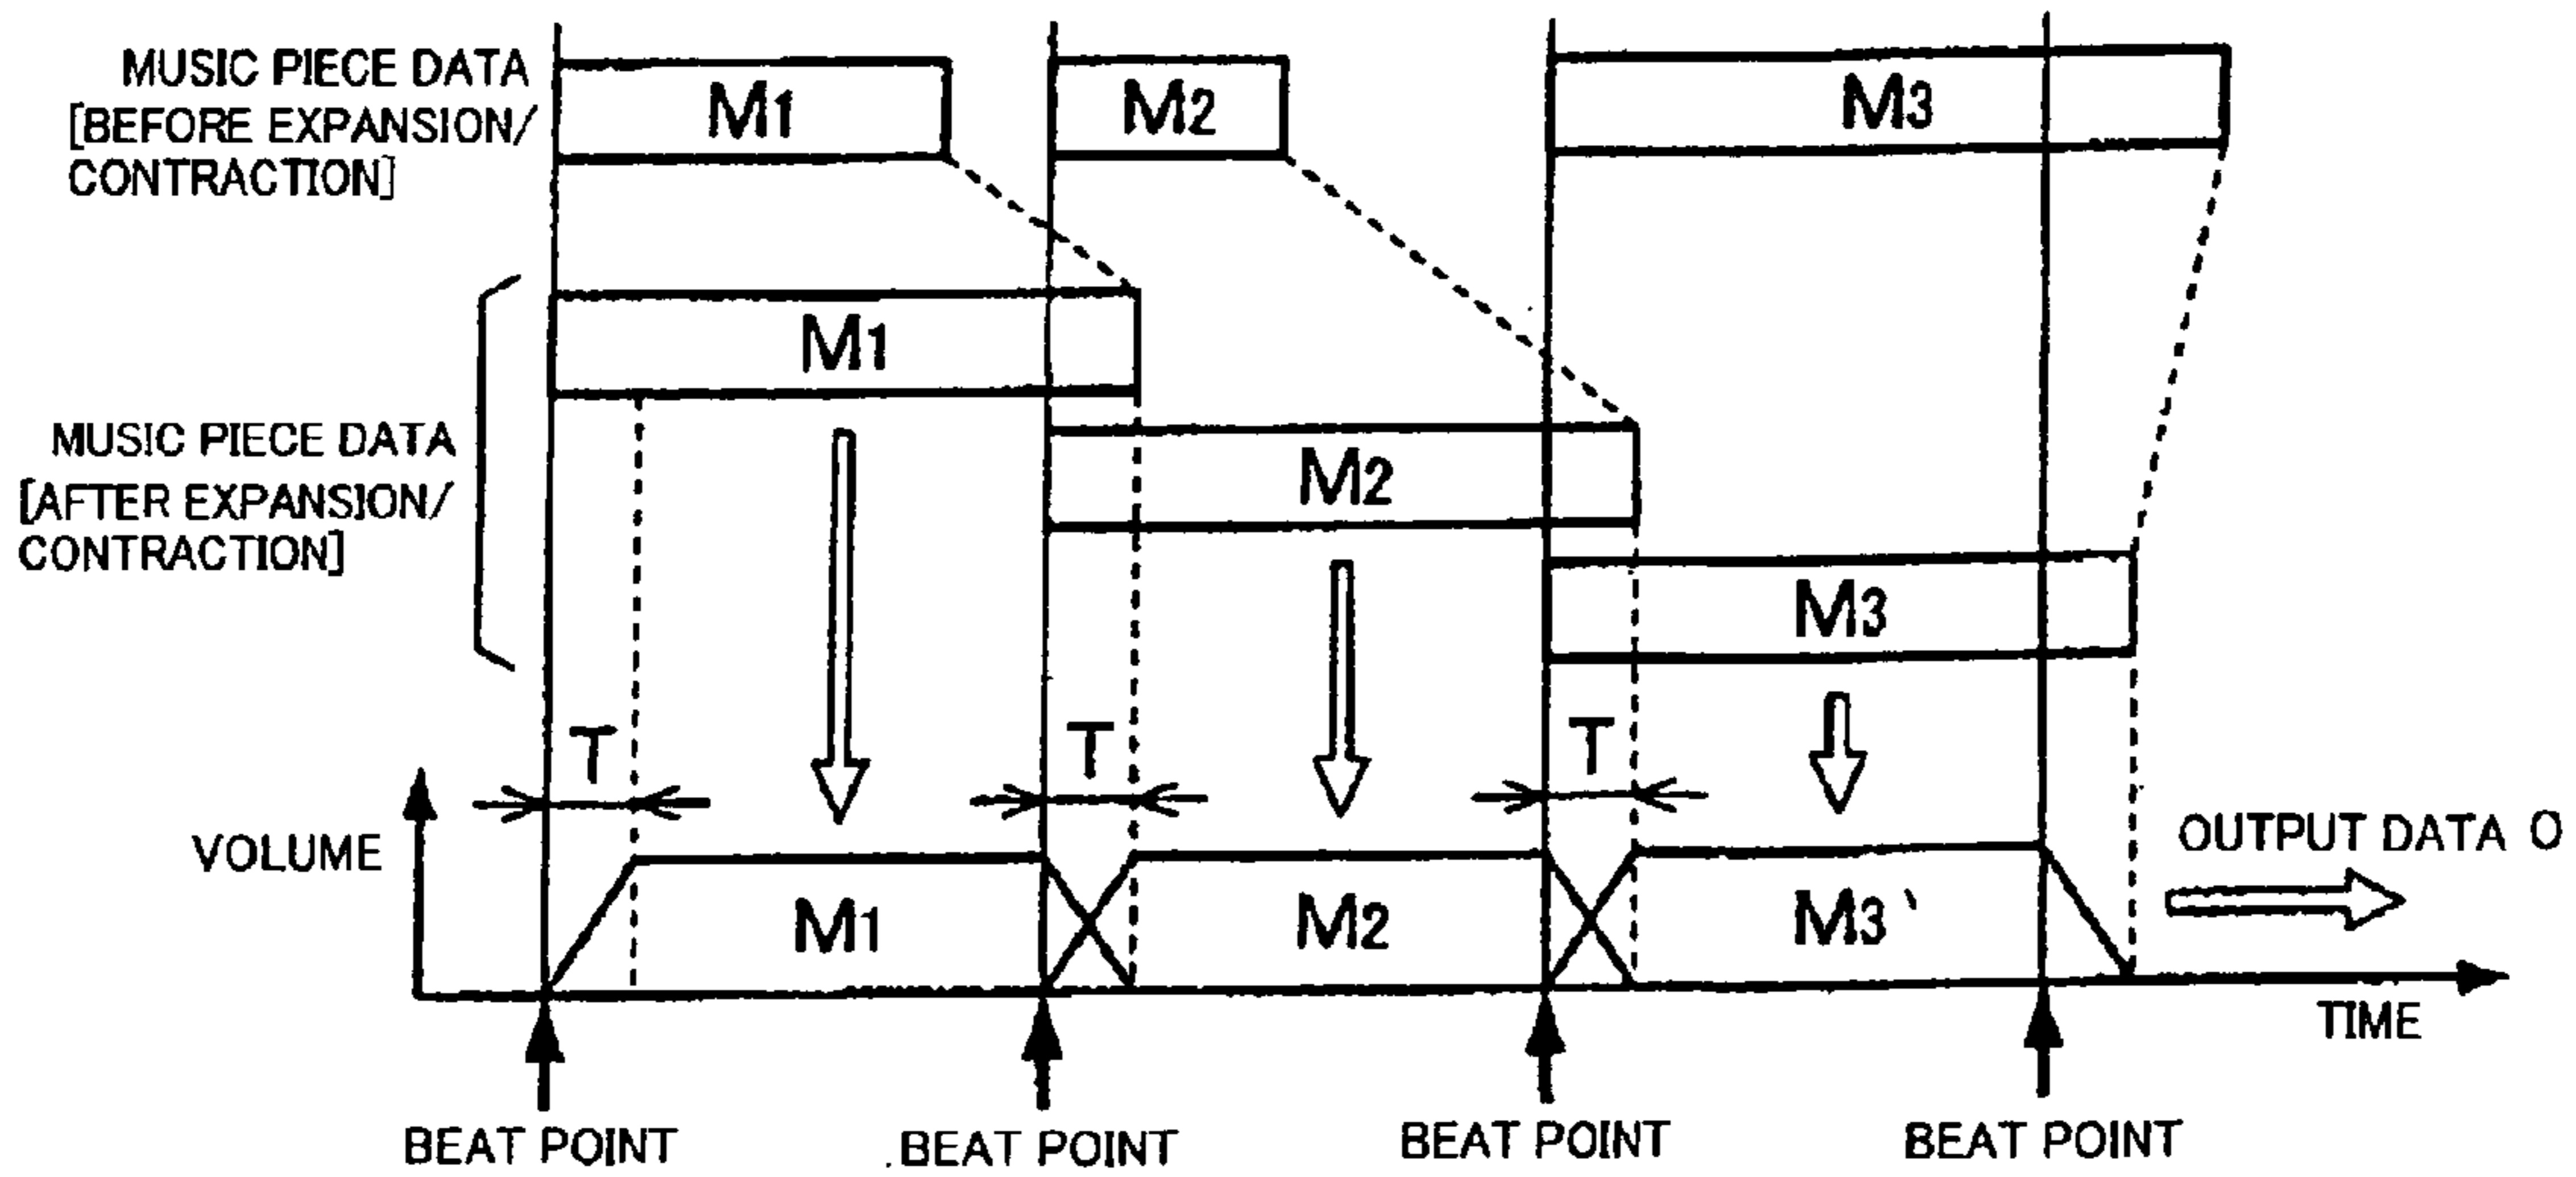 MUSIC PIECE DATA
[BEFORE EXPANSION/
CONTRACTION]
M1
M2
M3
M1
MUSIC PIECE DATA
[AFTER EXPANSION/
CONTRACTION]
M2
M3
T
T
T
VOLUME
M1
M2
M3
OUTPUT DATA O
TIME
BEAT POINT
BEAT POINT
BEAT POINT
BEAT POINT